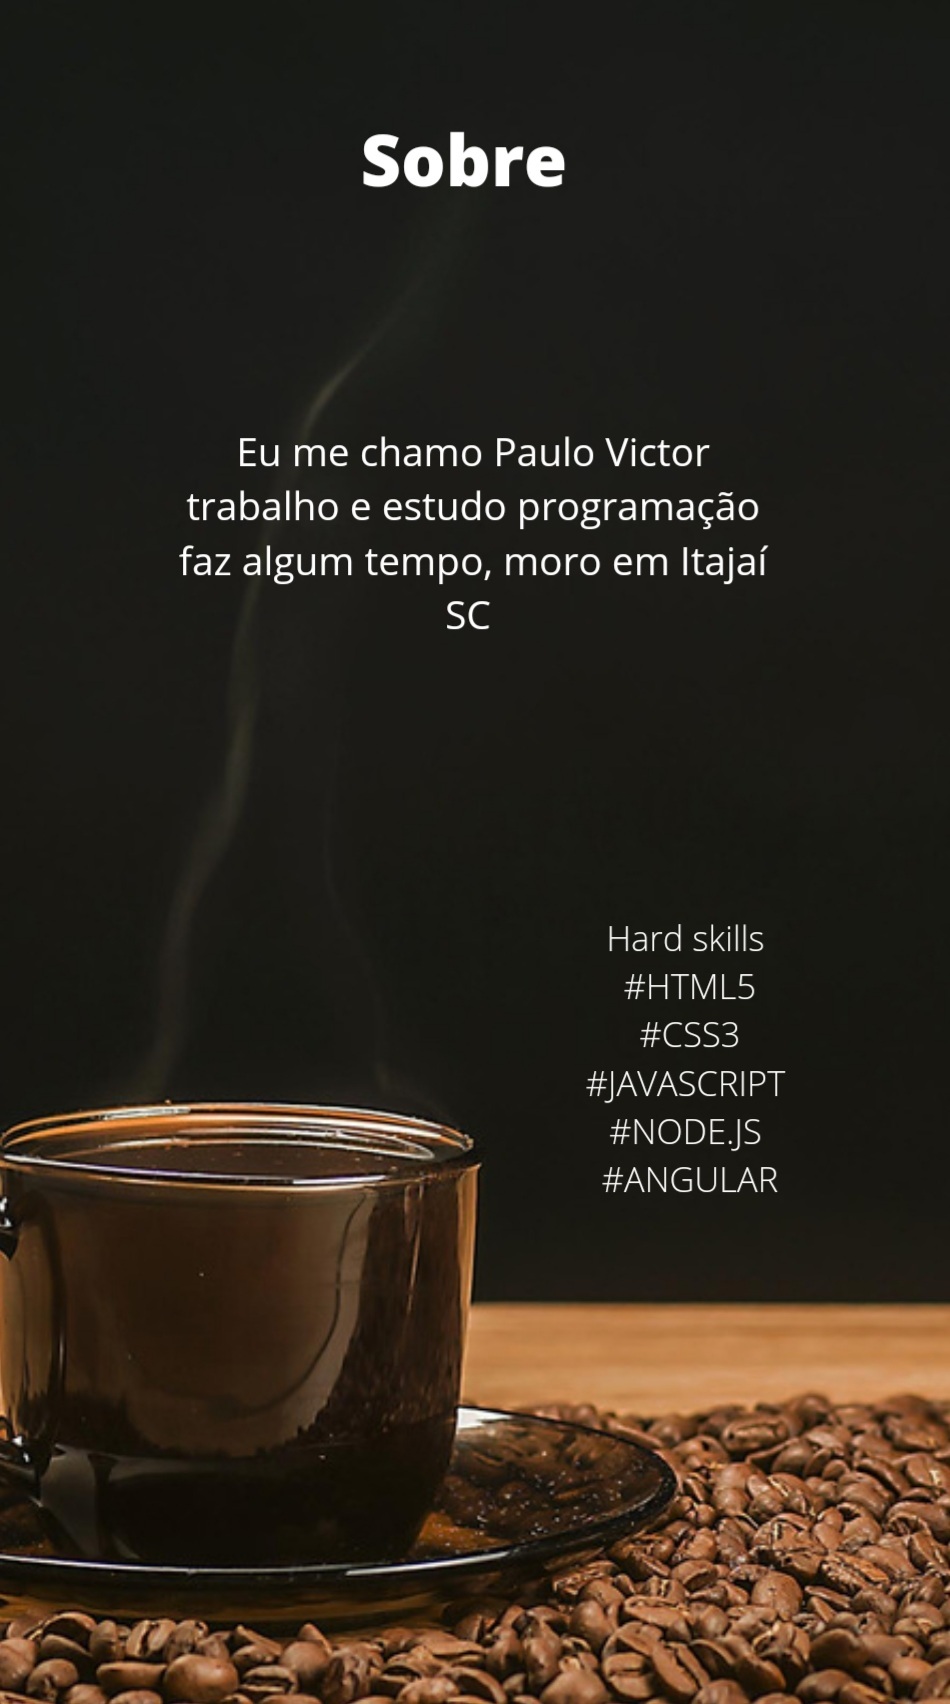 Sobre
Eu me chamo Paulo Victor
trabalho e estudo programação
faz algum tempo, moro em Itajaí
SC
Hard skills
#HTML5
#CSS3
#JAVASCRIPT
#NODE.JS
#ANGULAR